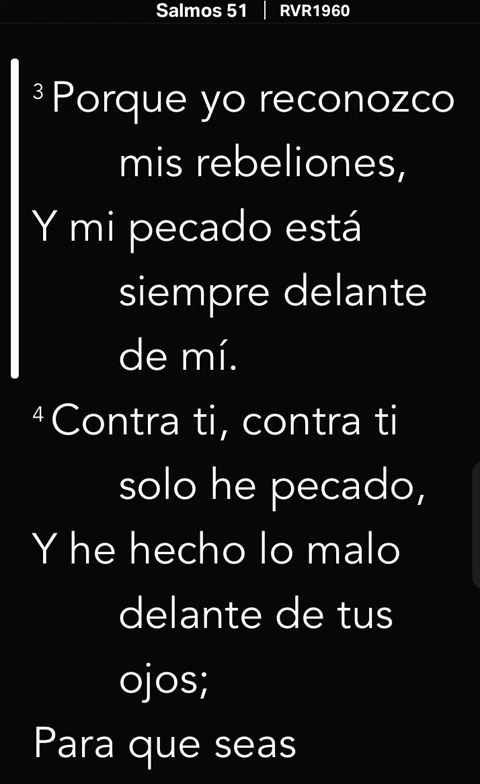 Salmos 51 | RVR1960
3 Porque yo reconozco
mis rebeliones,
Y mi pecado está
siempre delante
de mí.
4 Contra ti, contra ti
solo he pecado,
Y he hecho lo malo
delante de tus
ojos;
Para que seas